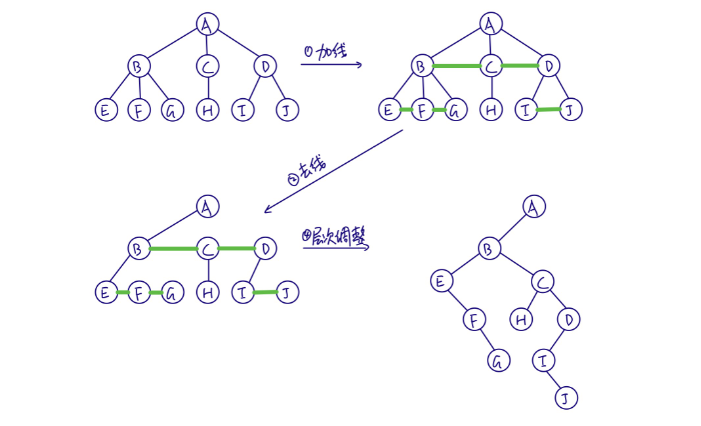 A
A
①加线
B C D
B C D
E F G H I J
E F G H I J
②去线
A
A
B C D
③层次调整
B
E F G H I J
E C
F H D
G I
J